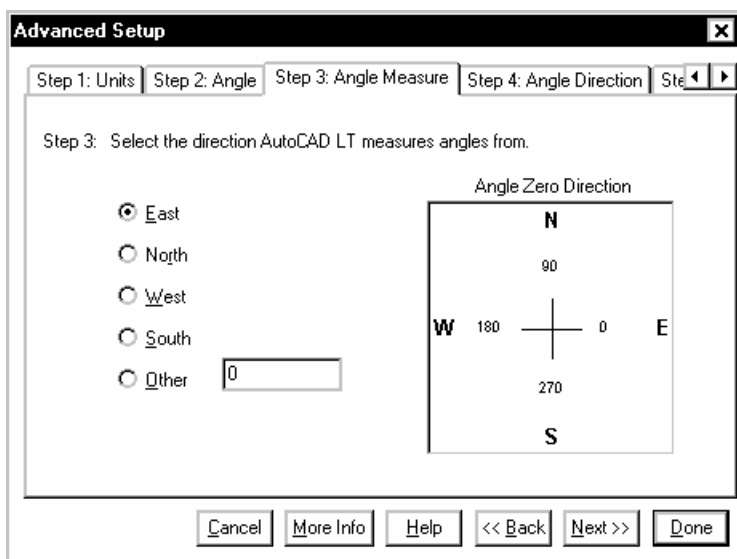 Advanced Setup
Step 1: Units Step 2: Angle Step 3: Angle Measure Step 4: Angle Direction Ste
Step 3: Select the direction AutoCAD LT measures angles from.
Angle Zero Direction
East
North
West
South
Other 0
N
90
W 180 0 E
270
S
Cancel More Info Help << Back Next >> Done